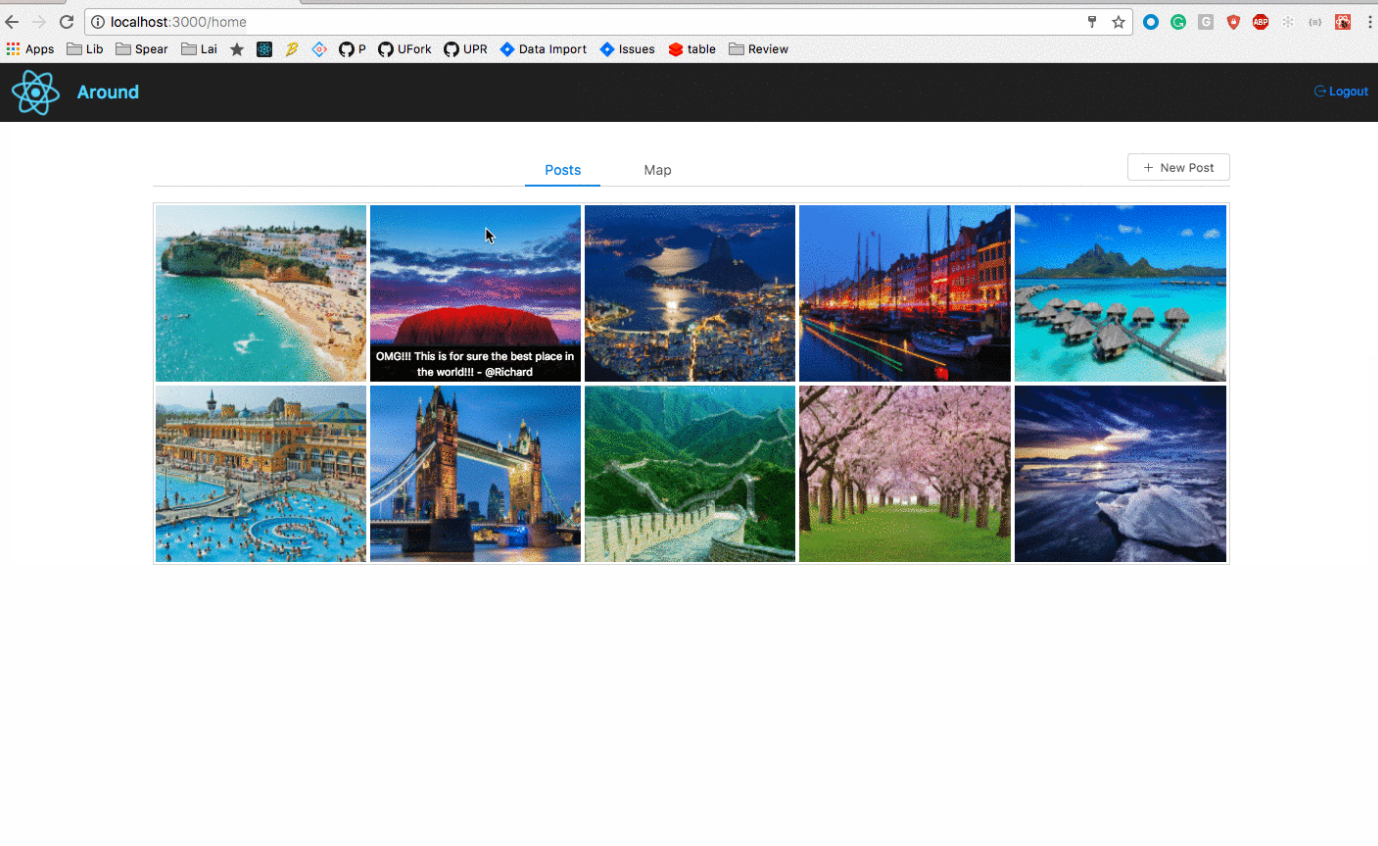 localhost:3000/home
G
G
ABP
{=}
Apps Lib Spear Lai P UFork UPR Data Import Issues table Review
Around
Logout
Posts Map
+ New Post
OMG!!! This is for sure the best place in
the world!!! - @Richard